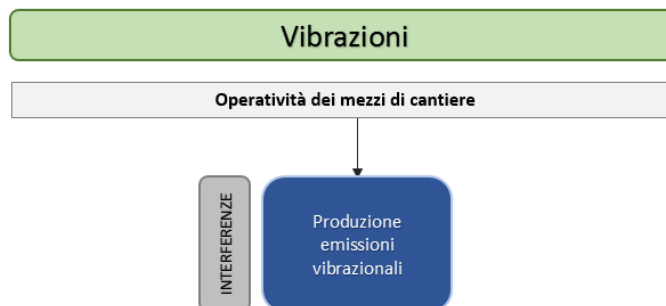 Vibrazioni
Operatività dei mezzi di cantiere
INTERFERENZE
Produzione
emissioni
vibrazionali